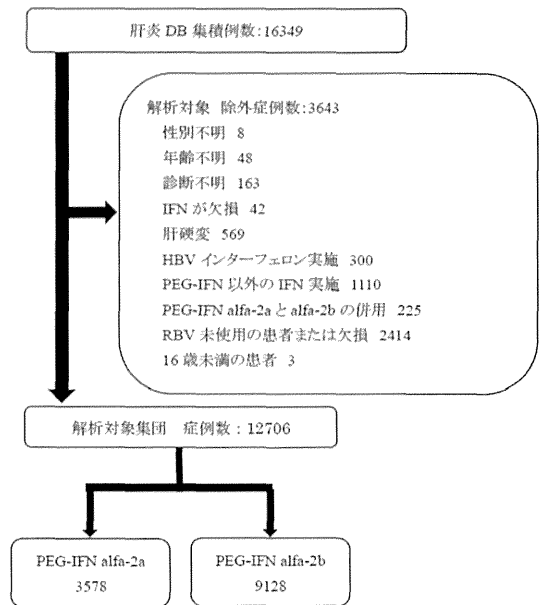 肝炎 DB 集積例数:16349
解析対象 除外症例数:3643
性別不明 8
年齢不明 48
診断不明 163
IFN が欠損 42
肝硬変 569
HBV インターフェロン実施 300
PEG-IFN 以外の IFN 実施 1110
PEG-IFN alfa-2a と alfa-2b の併用 225
RBV 未使用の患者または欠損 2414
16 歳未満の患者 3
解析対象集団 症例数：12706
PEG-IFN alfa-2a
3578
PEG-IFN alfa-2b
9128